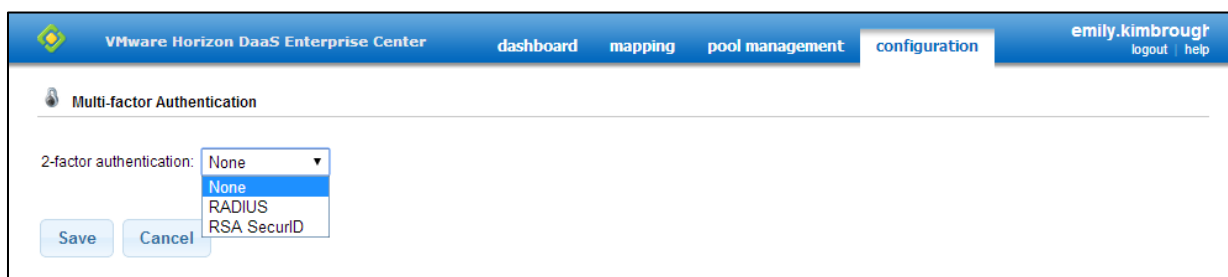 VMware Horizon DaaS Enterprise Center
dashboard
mapping
pool management
configuration
emily.kimbrough
logout | help
Multi-factor Authentication
2-factor authentication: None
None
RADIUS
RSA SecurID
Save
Cancel